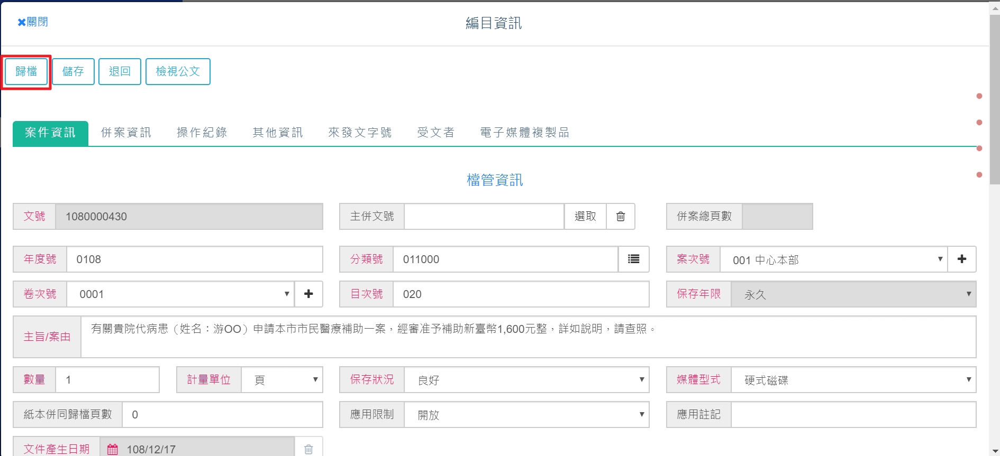 ✖關閉
編目資訊
歸檔 儲存 退回 檢視公文
案件資訊 併案資訊 操作紀錄 其他資訊 來發文字號 受文者 電子媒體複製品
檔管資訊
文號 1080000430 主併文號 選取 併案總頁數
年度號 0108 分類號 011000 案次號 001 中心本部
卷次號 0001 目次號 020 保存年限 永久
主旨/案由 有關貴院代病患（姓名：游OO）申請本市市民醫療補助一案，經審准予補助新臺幣1,600元整，詳如說明，請查照。
數量 1 計量單位 頁 保存狀況 良好 媒體型式 硬式磁碟
紙本併同歸檔頁數 0 應用限制 開放 應用註記
文件產生日期 108/12/17